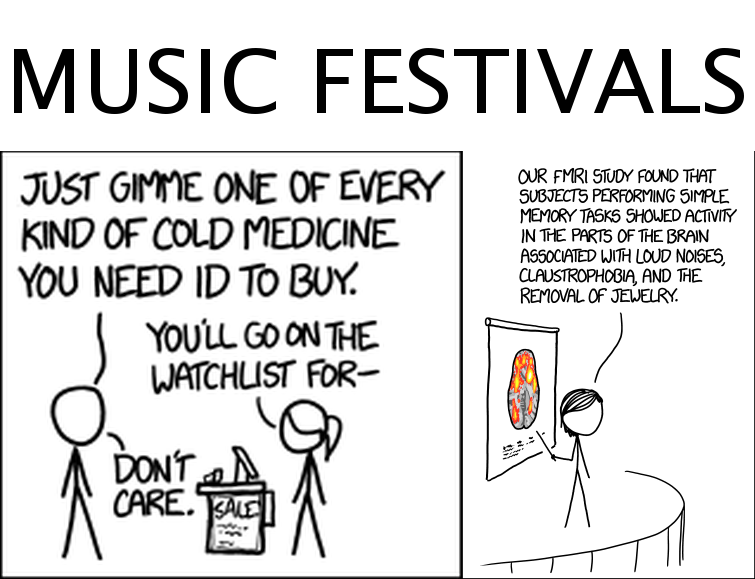 MUSIC FESTIVALS
JUST GIMME ONE OF EVERY
KIND OF COLD MEDICINE
YOU NEED ID TO BUY.
YOU'LL GO ON THE
WATCHLIST FOR—
DON'T
CARE.
SALE
OUR FMRI STUDY FOUND THAT
SUBJECTS PERFORMING SIMPLE
MEMORY TASKS SHOWED ACTIVITY
IN THE PARTS OF THE BRAIN
ASSOCIATED WITH LOUD NOISES,
CLAUSTROPHOBIA, AND THE
REMOVAL OF JEWELRY.